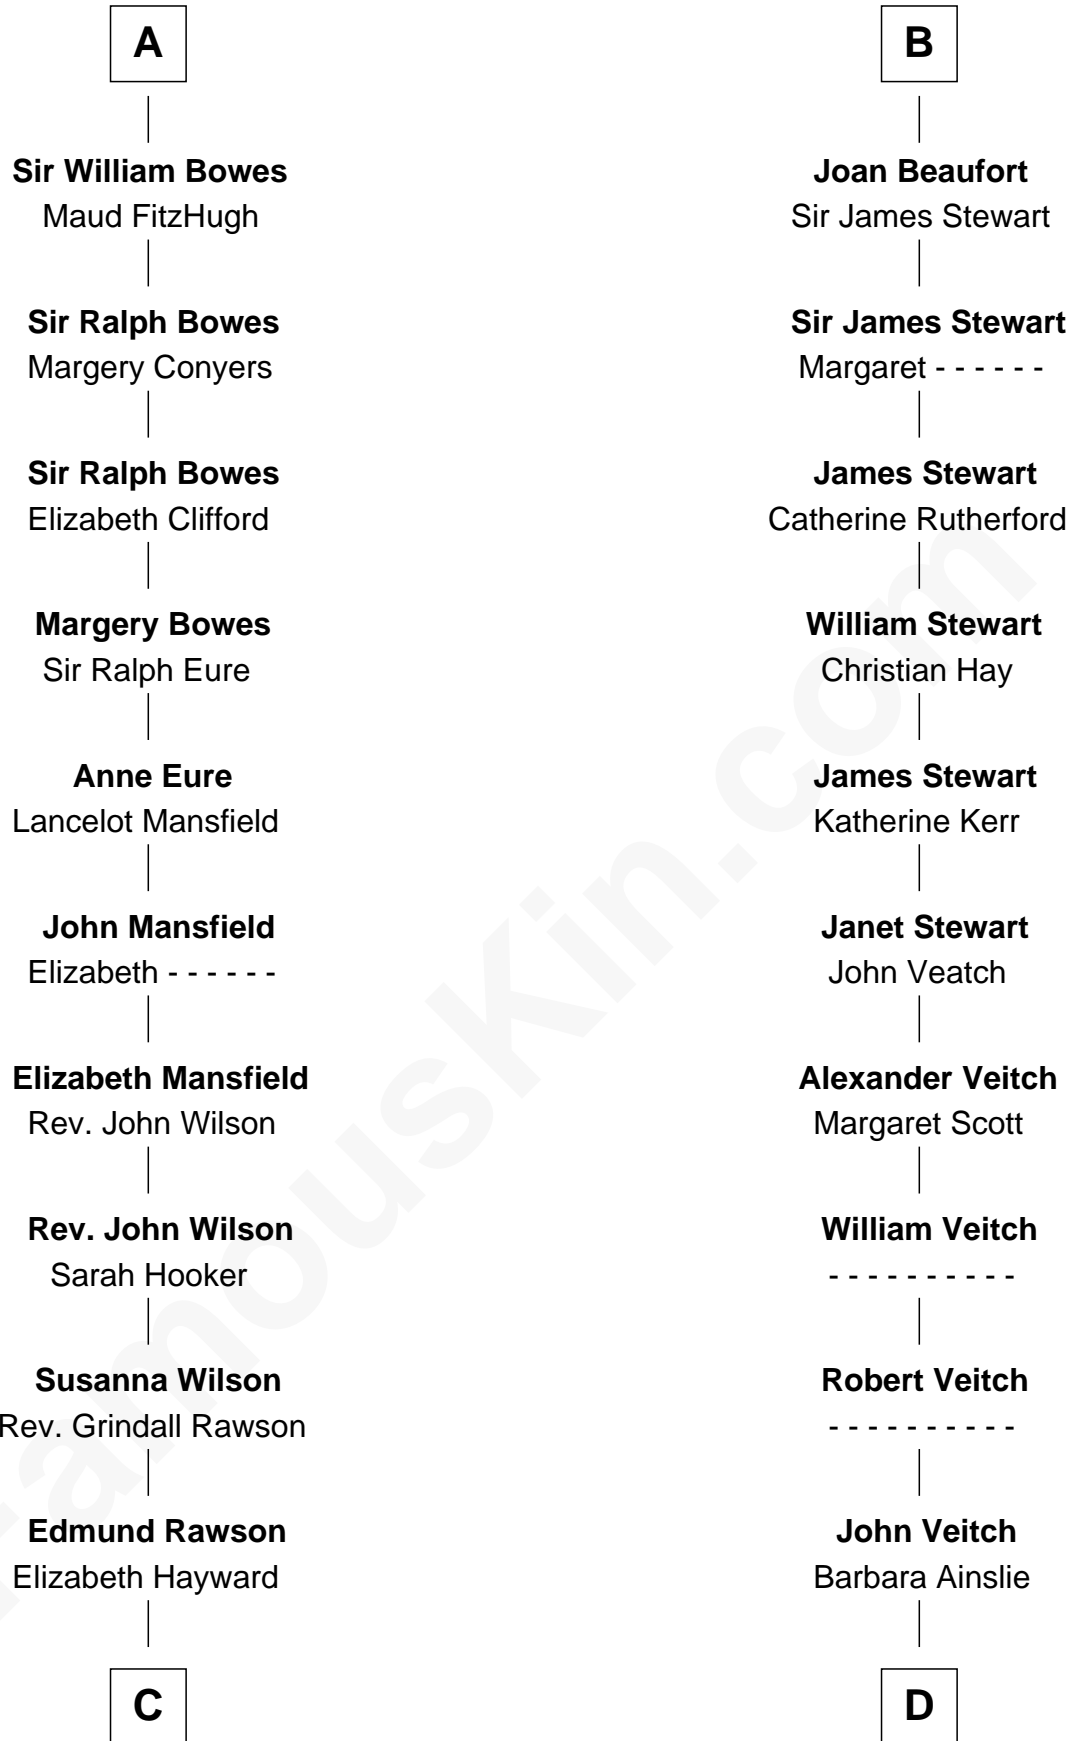 A
Sir William Bowes
Maud FitzHugh
Sir Ralph Bowes
Margery Conyers
Sir Ralph Bowes
Elizabeth Clifford
Margery Bowes
Sir Ralph Eure
Anne Eure
Lancelot Mansfield
John Mansfield
Elizabeth - - - - - -
Elizabeth Mansfield
Rev. John Wilson
Rev. John Wilson
Sarah Hooker
Susanna Wilson
Rev. Grindall Rawson
Edmund Rawson
Elizabeth Hayward
C
B
Joan Beaufort
Sir James Stewart
Sir James Stewart
Margaret - - - - - -
James Stewart
Catherine Rutherford
William Stewart
Christian Hay
James Stewart
Katherine Kerr
Janet Stewart
John Veatch
Alexander Veitch
Margaret Scott
William Veitch
- - - - - - - - - -
Robert Veitch
- - - - - - - - - -
John Veitch
Barbara Ainslie
D
FamousKin.com